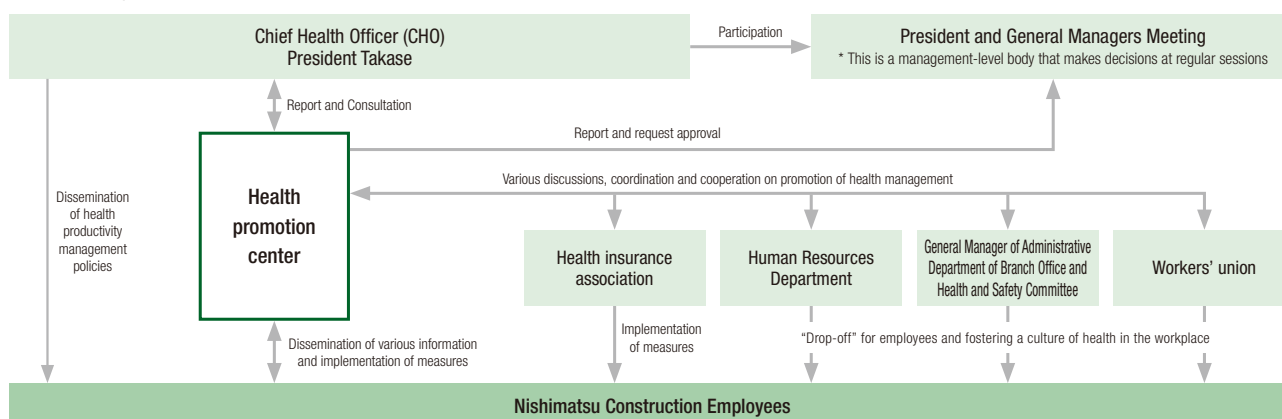 Chief Health Officer (CHO)
President Takase
Participation
President and General Managers Meeting
* This is a management-level body that makes decisions at regular sessions
Report and Consultation
Report and request approval
Various discussions, coordination and cooperation on promotion of health management
Dissemination
of health
productivity
management
policies
Health
promotion
center
Health insurance
association
Human Resources
Department
General Manager of Administrative
Department of Branch Office and
Health and Safety Committee
Workers’ union
Dissemination of various information
and implementation of measures
Implementation
of measures
“Drop-off” for employees and fostering a culture of health in the workplace
Nishimatsu Construction Employees